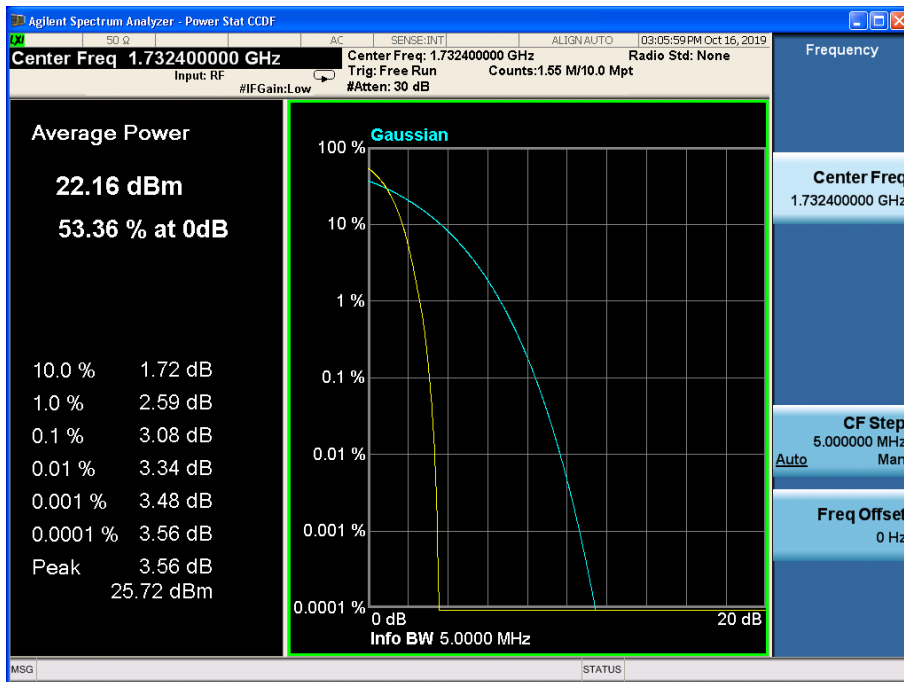 Agilent Spectrum Analyzer - Power Stat CCDF
LXI 50 Ω AC SENSE:INT ALIGN AUTO 03:05:59 PM Oct 16, 2019
Center Freq 1.732400000 GHz
Input: RF
#IFGain:Low
Center Freq: 1.732400000 GHz Radio Std: None
Trig: Free Run Counts:1.55 M/10.0 Mpt
#Atten: 30 dB
Average Power
22.16 dBm
53.36 % at 0dB
10.0 % 1.72 dB
1.0 % 2.59 dB
0.1 % 3.08 dB
0.01 % 3.34 dB
0.001 % 3.48 dB
0.0001 % 3.56 dB
Peak 3.56 dB
25.72 dBm
Gaussian
100 %
10 %
1 %
0.1 %
0.01 %
0.001 %
0.0001 %
0 dB 20 dB
Info BW 5.0000 MHz
Frequency
Center Freq
1.732400000 GHz
CF Step
5.000000 MHz
Auto Man
Freq Offset
0 Hz
MSG STATUS